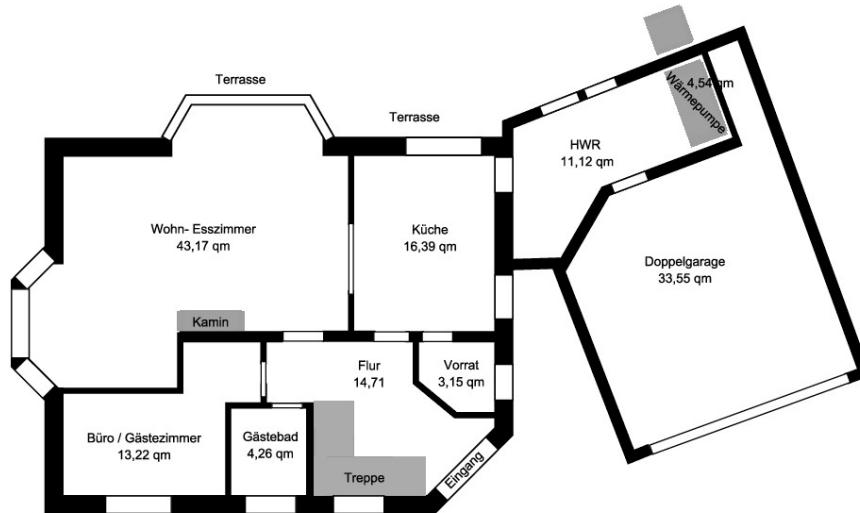 Terrasse
Terrasse
4,54 qm
Wärmepumpe
HWR
11,12 qm
Wohn- Esszimmer
43,17 qm
Küche
16,39 qm
Doppelgarage
33,55 qm
Kamin
Flur
14,71
Vorrat
3,15 qm
Büro / Gästezimmer
13,22 qm
Gästebad
4,26 qm
Treppe
Eingang